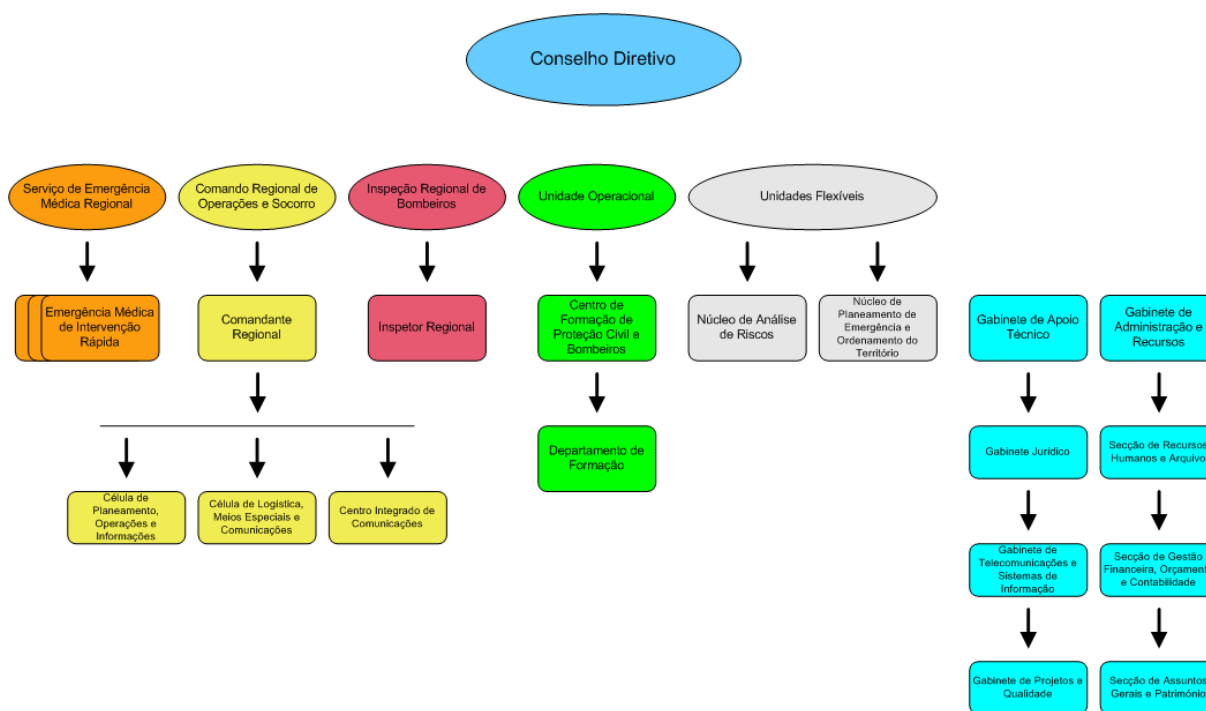 Conselho Diretivo
Serviço de Emergência
Médica Regional
Comando Regional de
Operações e Socorro
Inspeção Regional de
Bombeiros
Unidade Operacional
Unidades Flexíveis
Emergência Médica
de Intervenção
Rápida
Comandante
Regional
Inspetor Regional
Centro de
Formação de
Proteção Civil e
Bombeiros
Núcleo de Análise
de Riscos
Núcleo de
Planeamento de
Emergência e
Ordenamento do
Território
Gabinete de Apoio
Técnico
Gabinete de
Administração e
Recursos
Departamento de
Formação
Gabinete Jurídico
Secção de Recursos
Humanos e Arquivo
Célula de
Planeamento,
Operações e
Informações
Célula de Logística,
Meios Especiais e
Comunicações
Centro Integrado de
Comunicações
Gabinete de
Telecomunicações e
Sistemas de
Informação
Secção de Gestão
Financeira, Orçamento
e Contabilidade
Gabinete de Projetos e
Qualidade
Secção de Assuntos
Gerais e Património